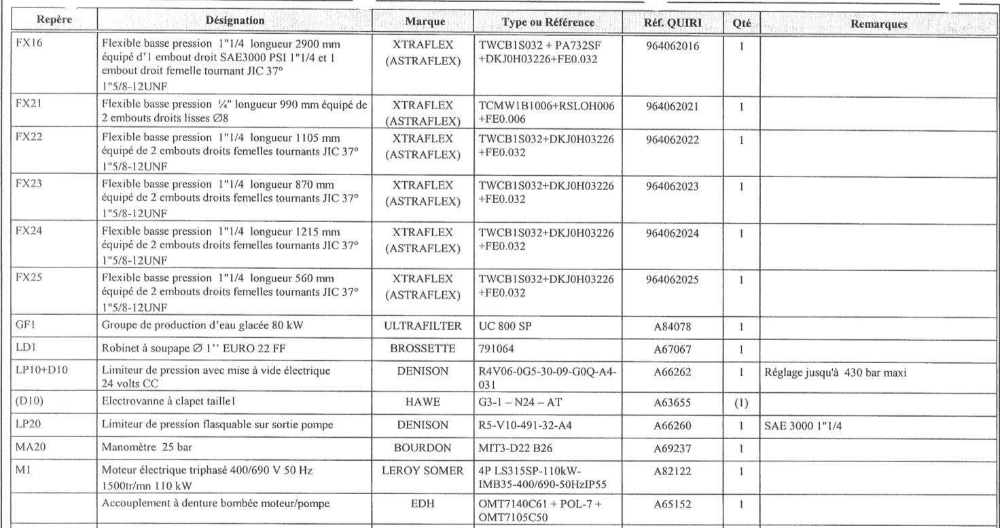 Repère Désignation Marque Type ou Référence Réf. QUIRI Qté Remarques
FX16 Flexible basse pression 1"1/4 longueur 2900 mm XTRAFLEX TWCB1S032 + PA732SF 964062016 1
équipé d'1 embout droit SAE3000 PSI 1"1/4 et 1 (ASTRAFLEX) +DKJ0H03226+FE0.032
embout droit femelle tournant JIC 37°
1"5/8-12UNF
FX21 Flexible basse pression ¼" longueur 990 mm équipé de XTRAFLEX TCMW1B1006+RSLOH006 964062021 1
2 embouts droits lisses Ø8 (ASTRAFLEX) +FE0.006
FX22 Flexible basse pression 1"1/4 longueur 1105 mm XTRAFLEX TWCB1S032+DKJ0H03226 964062022 1
équipé de 2 embouts droits femelles tournants JIC 37° (ASTRAFLEX) +FE0.032
1"5/8-12UNF
FX23 Flexible basse pression 1"1/4 longueur 870 mm XTRAFLEX TWCB1S032+DKJ0H03226 964062023 1
équipé de 2 embouts droits femelles tournants JIC 37° (ASTRAFLEX) +FE0.032
1"5/8-12UNF
FX24 Flexible basse pression 1"1/4 longueur 1215 mm XTRAFLEX TWCB1S032+DKJ0H03226 964062024 1
équipé de 2 embouts droits femelles tournants JIC 37° (ASTRAFLEX) +FE0.032
1"5/8-12UNF
FX25 Flexible basse pression 1"1/4 longueur 560 mm XTRAFLEX TWCB1S032+DKJ0H03226 964062025 1
équipé de 2 embouts droits femelles tournants JIC 37° (ASTRAFLEX) +FE0.032
1"5/8-12UNF
GF1 Groupe de production d'eau glacée 80 kW ULTRAFILTER UC 800 SP A84078 1
LD1 Robinet à soupape Ø 1'' EURO 22 FF BROSSETTE 791064 A67067 1
LP10+D10 Limiteur de pression avec mise à vide électrique DENISON R4V06-0G5-30-09-G0Q-A4- A66262 1 Réglage jusqu'à 430 bar maxi
24 volts CC 031
(D10) Electrovanne à clapet taille1 HAWE G3-1 – N24 – AT A63655 (1)
LP20 Limiteur de pression flasquable sur sortie pompe DENISON R5-V10-491-32-A4 A66260 1 SAE 3000 1"1/4
MA20 Manomètre 25 bar BOURDON MIT3-D22 B26 A69237 1
M1 Moteur électrique triphasé 400/690 V 50 Hz LEROY SOMER 4P LS315SP-110kW- A82122 1
1500tr/mn 110 kW IMB35-400/690-50HzIP55
Accouplement à denture bombée moteur/pompe EDH OMT7140C61 + POL-7 + A65152 1
OMT7105C50